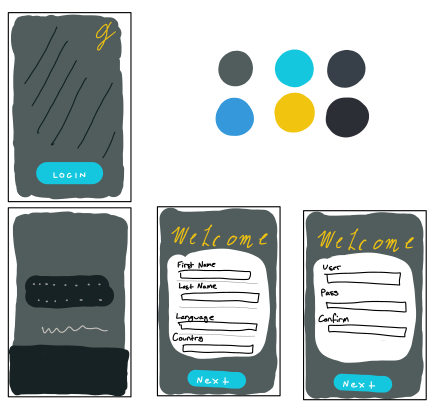 g
LOGIN
Welcome
First Name
Last Name
Language
Country
Next
Welcome
User
Pass
Confirm
Next